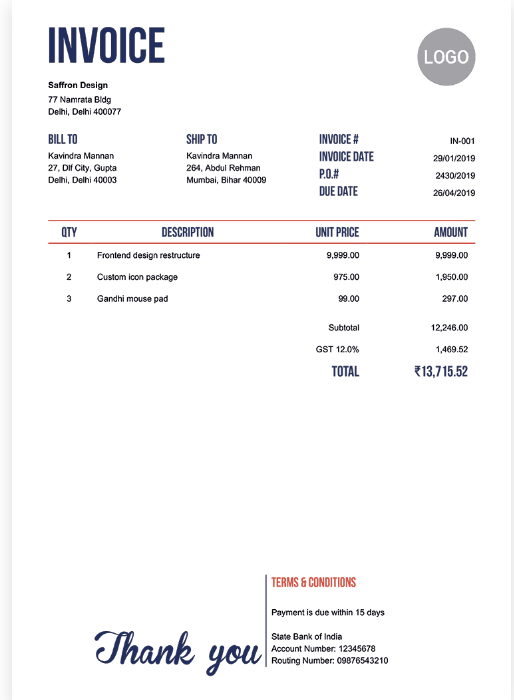 INVOICE
LOGO
Saffron Design
77 Namrata Bldg
Delhi, Delhi 400077
BILL TO
Kavindra Mannan
27, Dlf City, Gupta
Delhi, Delhi 40003
SHIP TO
Kavindra Mannan
264, Abdul Rehman
Mumbai, Bihar 40009
INVOICE # IN-001
INVOICE DATE 29/01/2019
P.O.# 2430/2019
DUE DATE 26/04/2019
QTY DESCRIPTION UNIT PRICE AMOUNT
1 Frontend design restructure 9,999.00 9,999.00
2 Custom icon package 975.00 1,950.00
3 Gandhi mouse pad 99.00 297.00
Subtotal 12,246.00
GST 12.0% 1,469.52
TOTAL ₹13,715.52
Thank you
TERMS & CONDITIONS
Payment is due within 15 days
State Bank of India
Account Number: 12345678
Routing Number: 09876543210